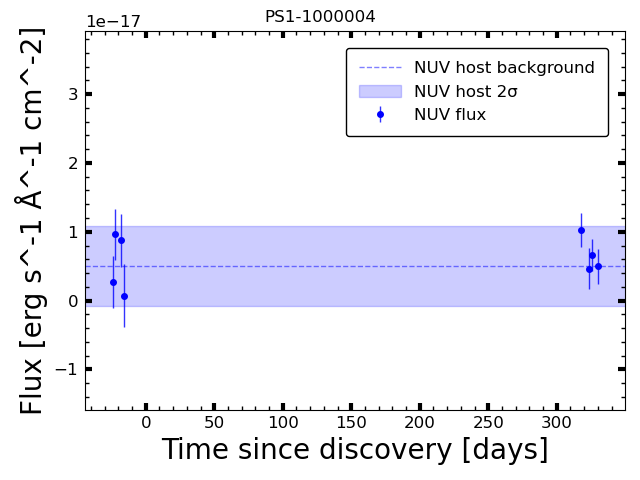 PS1-1000004
1e−17
NUV host background
NUV host 2σ
NUV flux
3
2
1
0
−1
Flux [erg s^-1 Å^-1 cm^-2]
0 50 100 150 200 250 300
Time since discovery [days]